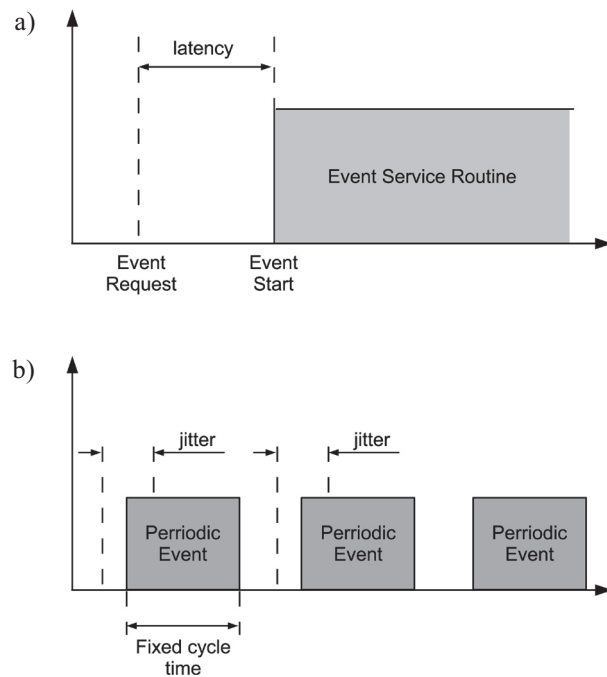 a)
latency
Event Service Routine
Event
Request
Event
Start
b)
jitter
jitter
Perriodic
Event
Perriodic
Event
Perriodic
Event
Fixed cycle
time